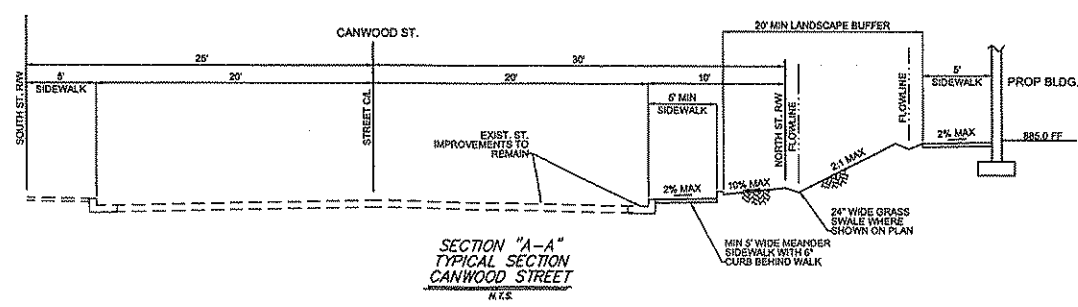 20' MIN LANDSCAPE BUFFER
CANWOOD ST.
25'
30'
5'
SIDEWALK
20'
20'
10'
5' MIN
SIDEWALK
5'
SIDEWALK
PROP BLDG.
SOUTH ST. R/W
STREET C/L
NORTH ST. R/W
FLOWLINE
FLOWLINE
EXIST. ST.
IMPROVEMENTS TO
REMAIN
2% MAX
885.0 FF
2:1 MAX
2% MAX
10% MAX
24" WIDE GRASS
SWALE WHERE
SHOWN ON PLAN
MIN 5' WIDE MEANDER
SIDEWALK WITH 6"
CURB BEHIND WALK
SECTION "A-A"
TYPICAL SECTION
CANWOOD STREET
N.T.S.